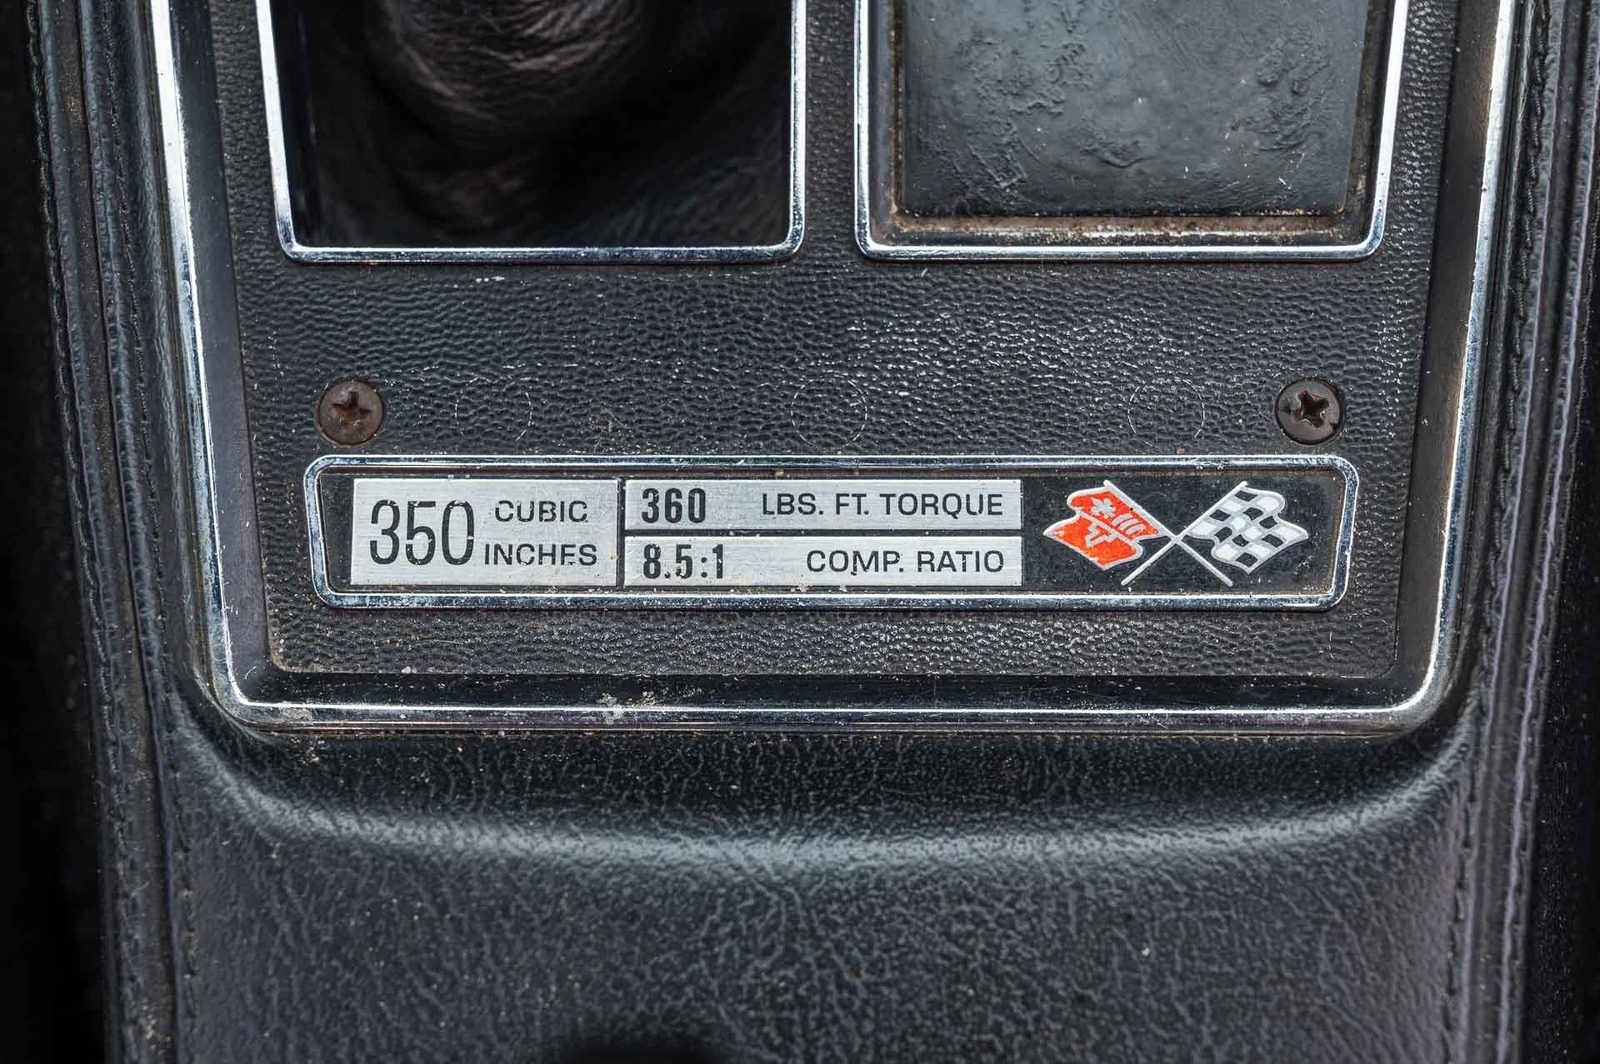 350 CUBIC INCHES
360 LBS. FT. TORQUE
8.5:1 COMP. RATIO